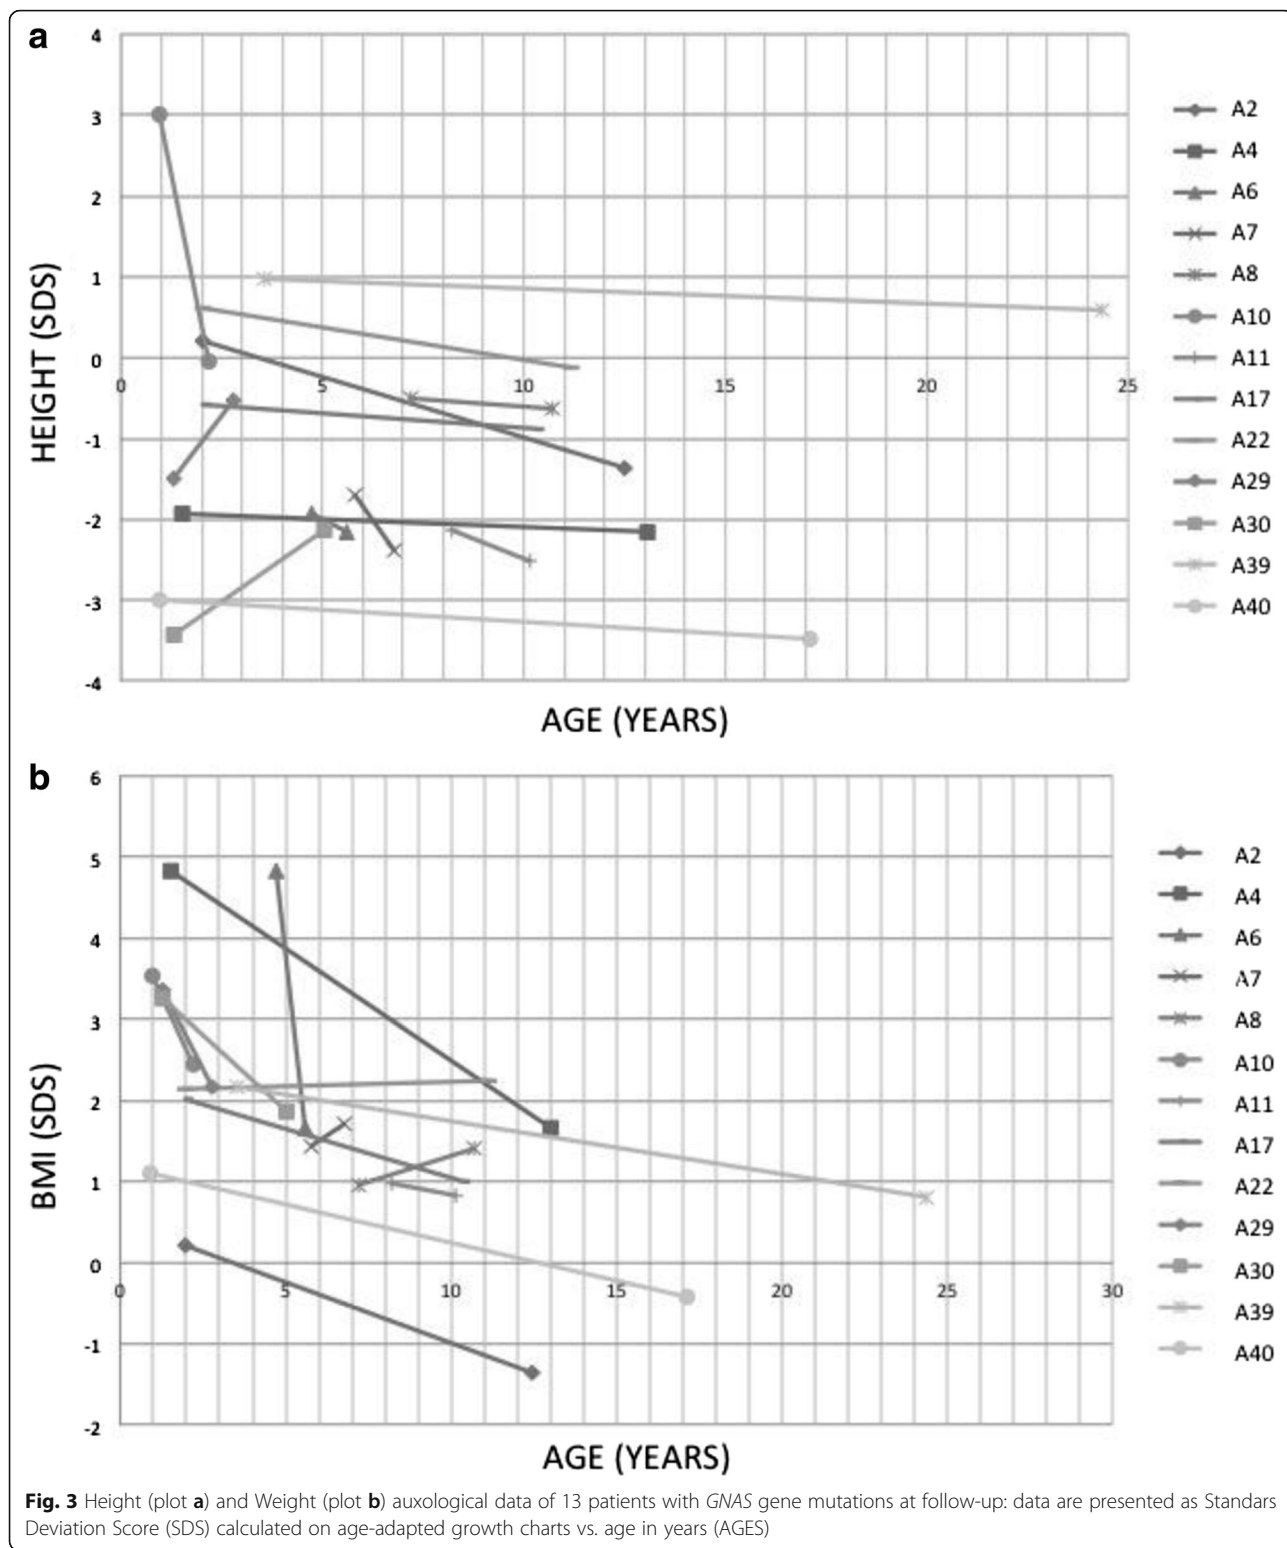 a
4
3
2
1
0
-1
-2
-3
-4
0 5 10 15 20 25
HEIGHT (SDS)
AGE (YEARS)
A2
A4
A6
A7
A8
A10
A11
A17
A22
A29
A30
A39
A40
b
6
5
4
3
2
1
0
-1
-2
0 5 10 15 20 25 30
BMI (SDS)
AGE (YEARS)
A2
A4
A6
A7
A8
A10
A11
A17
A22
A29
A30
A39
A40
Fig. 3 Height (plot a) and Weight (plot b) auxological data of 13 patients with GNAS gene mutations at follow-up: data are presented as Standars
Deviation Score (SDS) calculated on age-adapted growth charts vs. age in years (AGES)